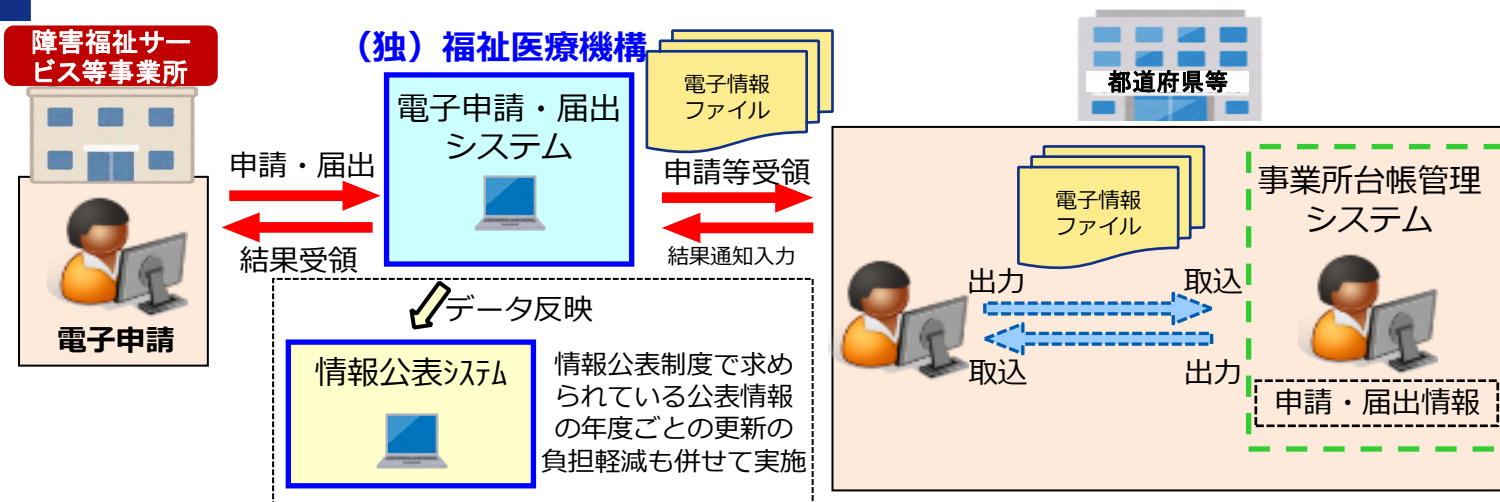 障害福祉サー
ビス等事業所
電子申請
申請・届出
結果受領
（独）福祉医療機構
電子申請・届出
システム
電子情報
ファイル
申請等受領
結果通知入力
データ反映
情報公表ｼｽﾃﾑ
情報公表制度で求め
られている公表情報
の年度ごとの更新の
負担軽減も併せて実施
都道府県等
電子情報
ファイル
出力
取込
取込
出力
事業所台帳管理
システム
申請・届出情報